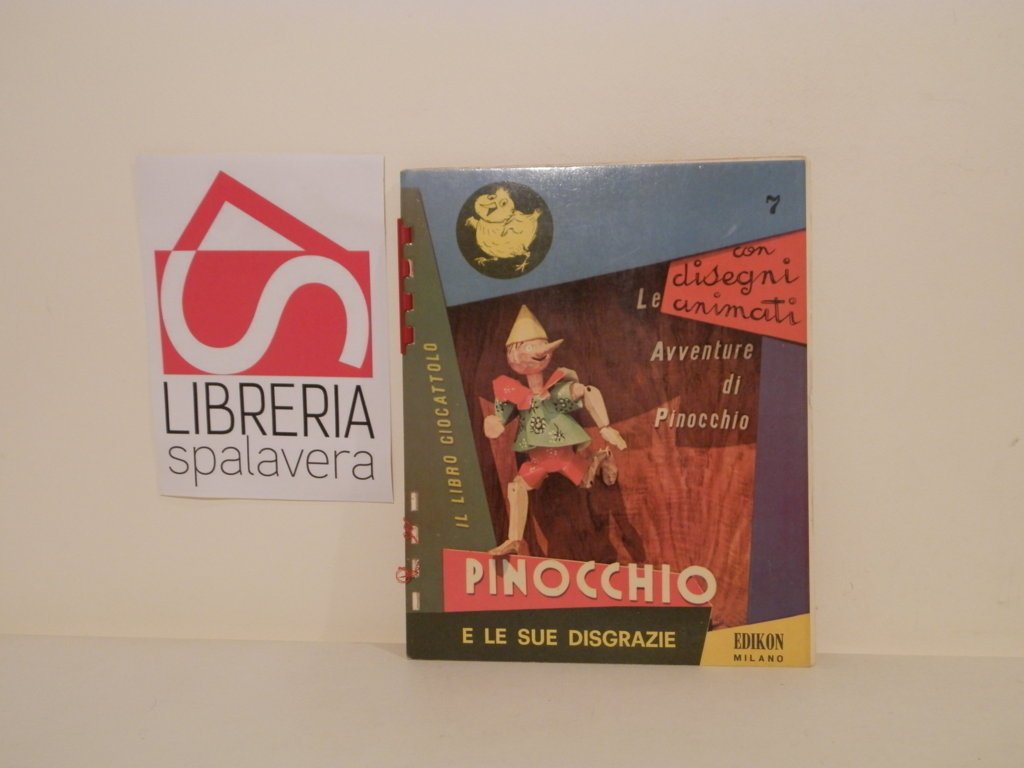 LIBRERIA
spalavera
7
con
disegni
animati
Le
Avventure
di
Pinocchio
IL LIBRO GIOCATTOLO
PINOCCHIO
E LE SUE DISGRAZIE
EDIKON
MILANO